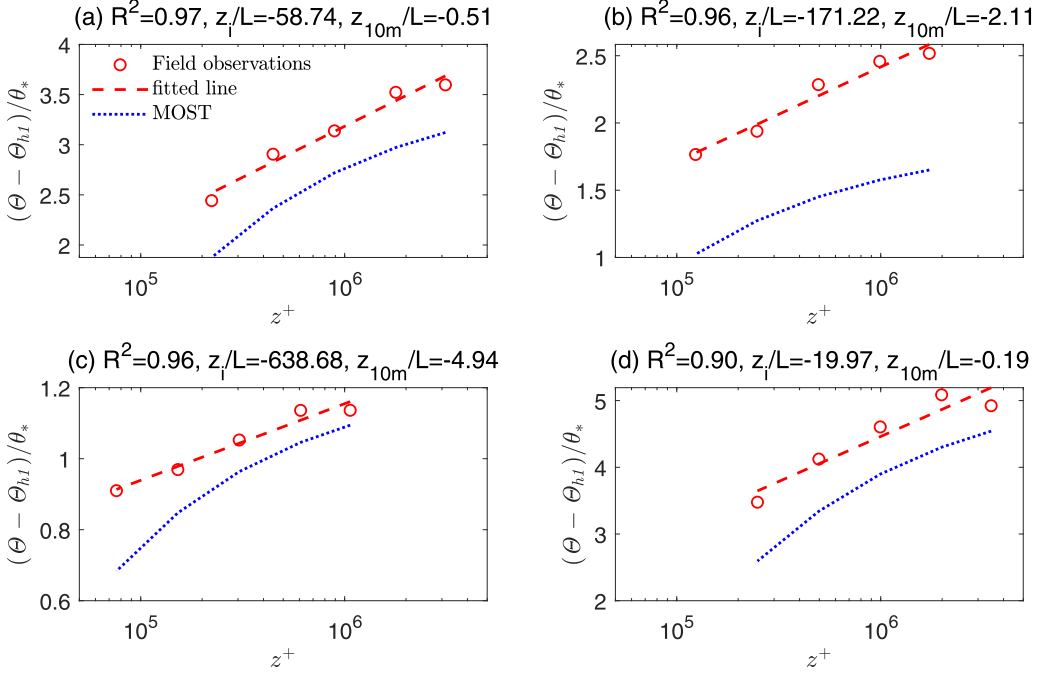 (a) R²=0.97, z_i/L=-58.74, z_10m/L=-0.51
4
3.5
3
2.5
2
(Θ − Θ_h1)/θ_*
Field observations
fitted line
MOST
10⁵
10⁶
z⁺
(b) R²=0.96, z_i/L=-171.22, z_10m/L=-2.11
2.5
2
1.5
1
(Θ − Θ_h1)/θ_*
10⁵
10⁶
z⁺
(c) R²=0.96, z_i/L=-638.68, z_10m/L=-4.94
1.2
1
0.8
0.6
(Θ − Θ_h1)/θ_*
10⁵
10⁶
z⁺
(d) R²=0.90, z_i/L=-19.97, z_10m/L=-0.19
5
4
3
2
(Θ − Θ_h1)/θ_*
10⁵
10⁶
z⁺